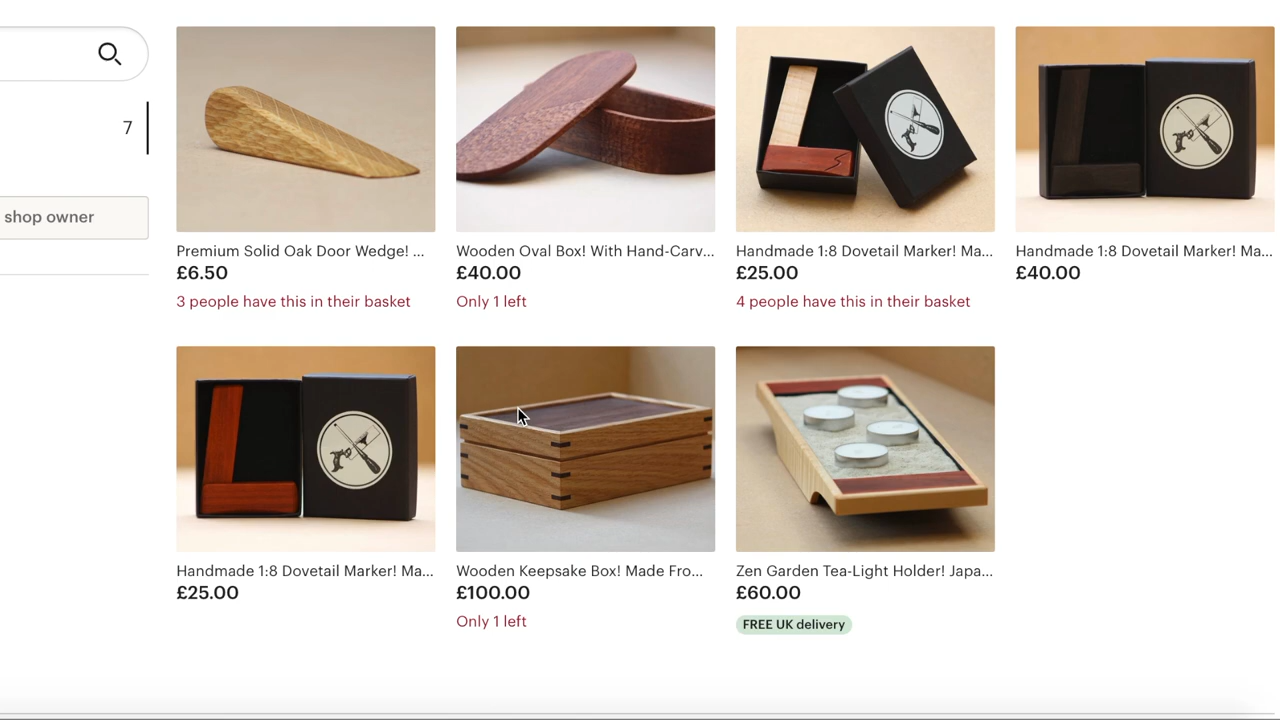 7
shop owner
Premium Solid Oak Door Wedge! ...
£6.50
3 people have this in their basket
Wooden Oval Box! With Hand-Carv...
£40.00
Only 1 left
Handmade 1:8 Dovetail Marker! Ma...
£25.00
4 people have this in their basket
Handmade 1:8 Dovetail Marker! Ma...
£40.00
Handmade 1:8 Dovetail Marker! Ma...
£25.00
Wooden Keepsake Box! Made Fro...
£100.00
Only 1 left
Zen Garden Tea-Light Holder! Japa...
£60.00
FREE UK delivery